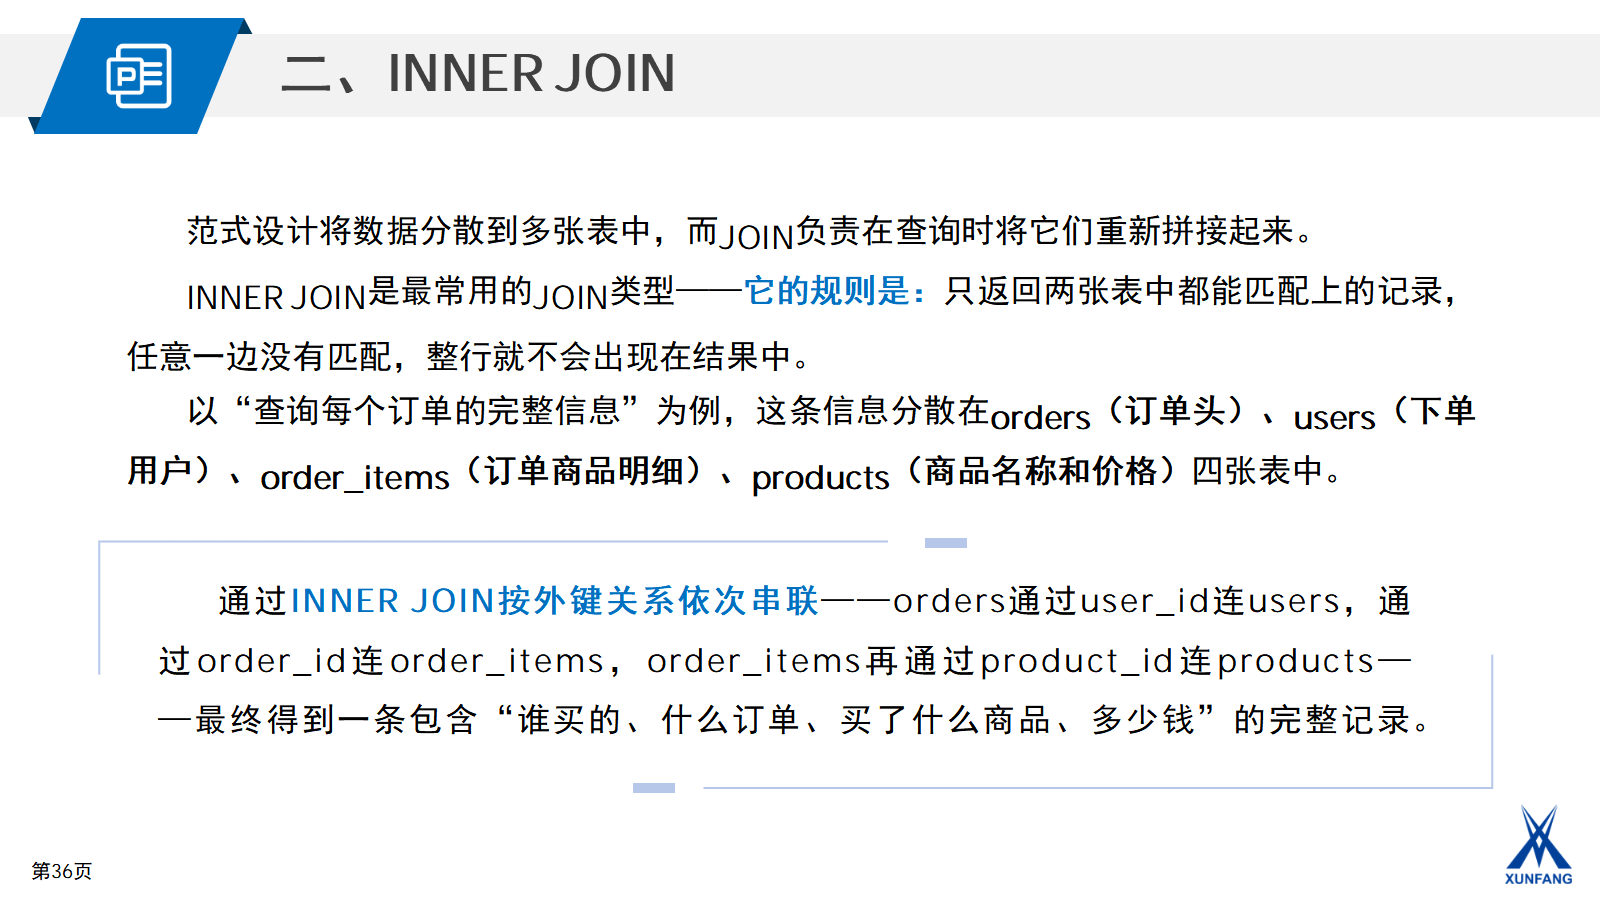 二、INNER JOIN
范式设计将数据分散到多张表中，而JOIN负责在查询时将它们重新拼接起来。
INNER JOIN是最常用的JOIN类型——它的规则是：只返回两张表中都能匹配上的记录，
任意一边没有匹配，整行就不会出现在结果中。
以“查询每个订单的完整信息”为例，这条信息分散在orders（订单头）、users（下单
用户）、order_items（订单商品明细）、products（商品名称和价格）四张表中。
通过INNER JOIN按外键关系依次串联——orders通过user_id连users，通
过order_id连order_items，order_items再通过product_id连products—
—最终得到一条包含“谁买的、什么订单、买了什么商品、多少钱”的完整记录。
第36页
XUNFANG